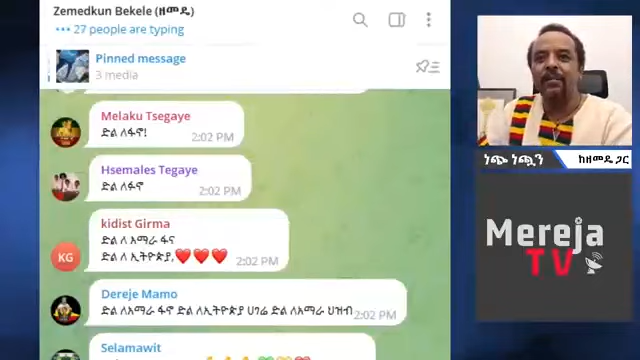 Zemedkun Bekele (ዘመዴ)
27 people are typing
Pinned message
3 media
Melaku Tsegaye
ድል ለፋኖ!
2:02 PM
Hsemales Tegaye
ድል ለፋኖ
2:02 PM
kidist Girma
ድል ለ አማራ ፋና
ድል ለ ኢትዮጵያ,❤️❤️❤️
2:02 PM
KG
Dereje Mamo
ድል ለአማራ ፋኖ ድል ለኢትዮጵያ ሀገሬ ድል ለአማራ ህዝብ
2:02 PM
Selamawit
ነጭ ነጯን
ከዘመዴ ጋር
Mereja
TV